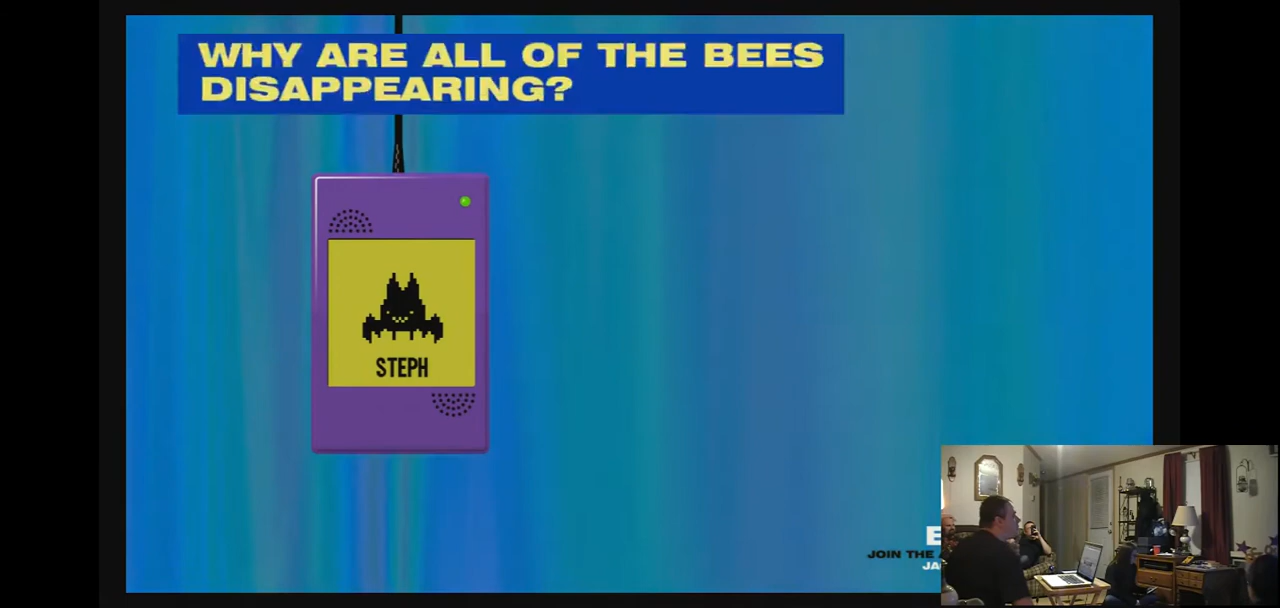 WHY ARE ALL OF THE BEES
DISAPPEARING?
STEPH
JOIN THE